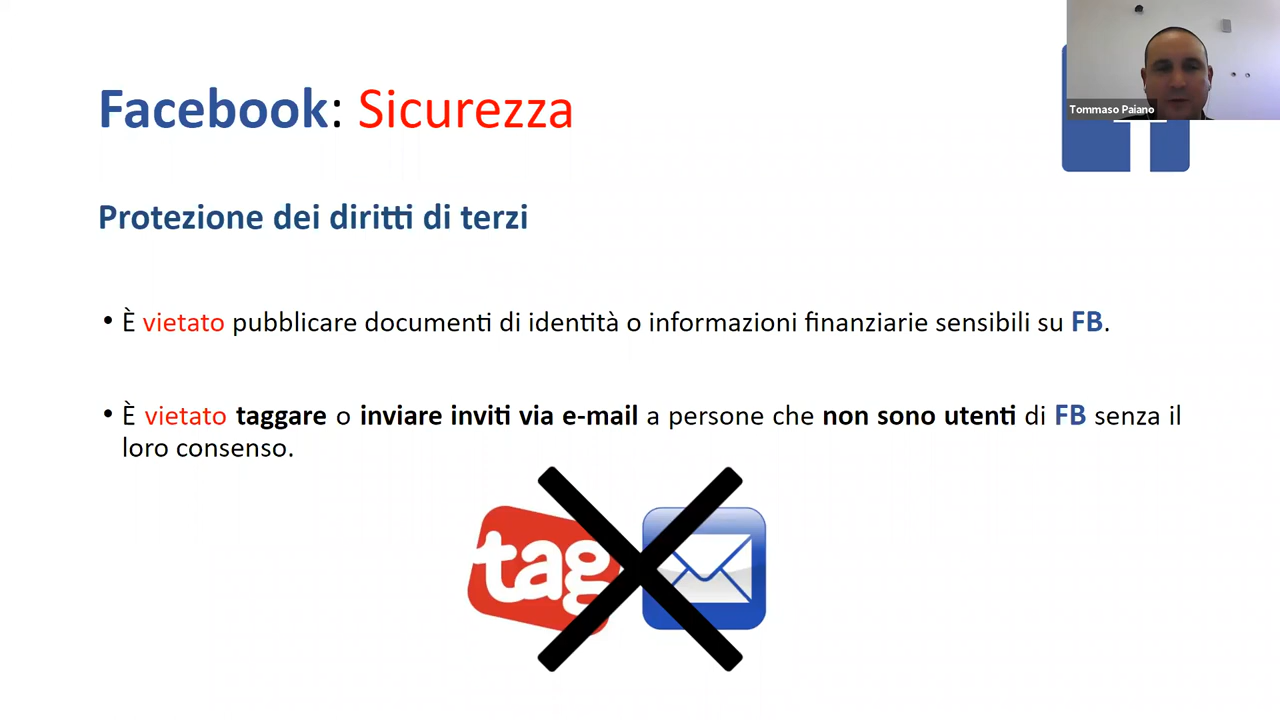 Facebook: Sicurezza
Tommaso Paiano
Protezione dei diritti di terzi
• È vietato pubblicare documenti di identità o informazioni finanziarie sensibili su FB.
• È vietato taggare o inviare inviti via e-mail a persone che non sono utenti di FB senza il
loro consenso.
tag